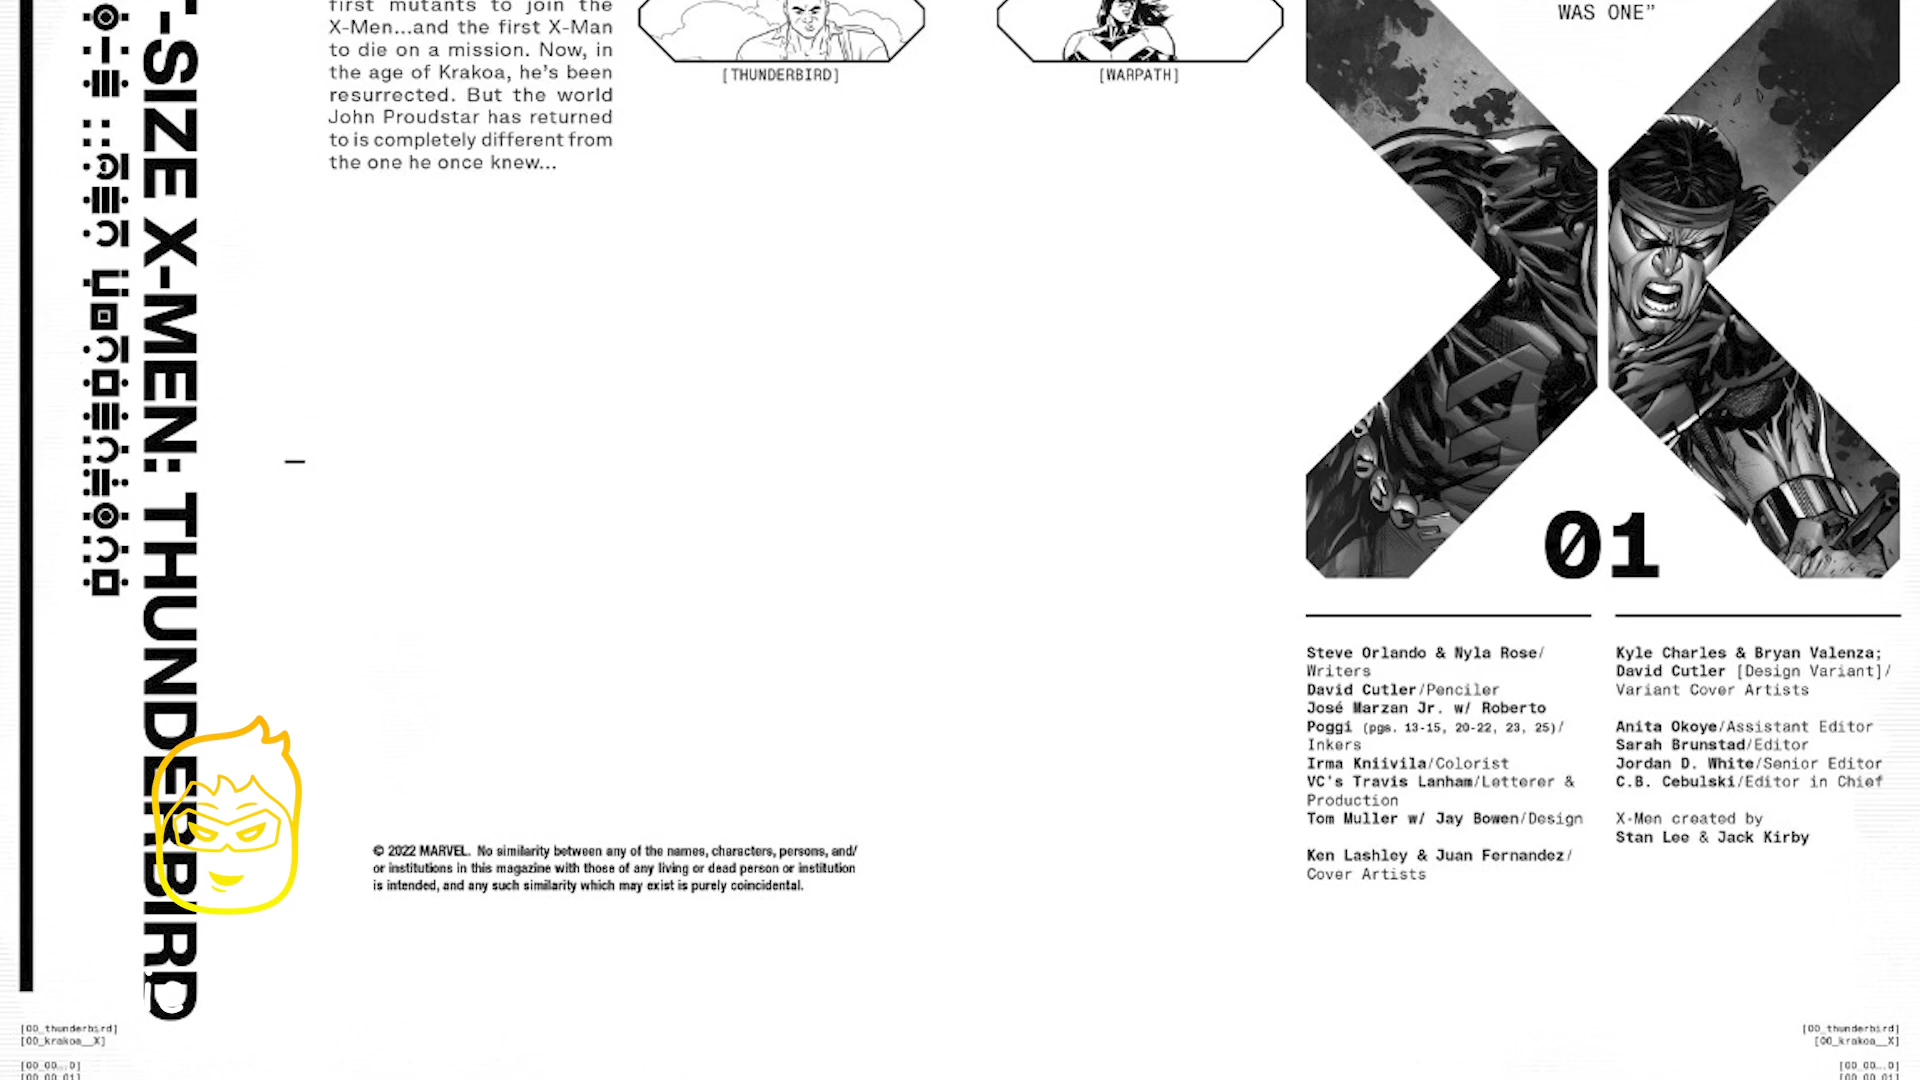 T-SIZE X-MEN: THUNDERBIRD
first mutants to join the
X-Men...and the first X-Man
to die on a mission. Now, in
the age of Krakoa, he's been
resurrected. But the world
John Proudstar has returned
to is completely different from
the one he once knew...
[THUNDERBIRD]
[WARPATH]
WAS ONE"
01
Steve Orlando & Nyla Rose/
Writers
David Cutler/Penciler
José Marzan Jr. w/ Roberto
Poggi (pgs. 13-15, 20-22, 23, 25)/
Inkers
Irma Kniivila/Colorist
VC's Travis Lanham/Letterer &
Production
Tom Muller w/ Jay Bowen/Design
Ken Lashley & Juan Fernandez/
Cover Artists
Kyle Charles & Bryan Valenza;
David Cutler [Design Variant]/
Variant Cover Artists
Anita Okoye/Assistant Editor
Sarah Brunstad/Editor
Jordan D. White/Senior Editor
C.B. Cebulski/Editor in Chief
X-Men created by
Stan Lee & Jack Kirby
© 2022 MARVEL. No similarity between any of the names, characters, persons, and/
or institutions in this magazine with those of any living or dead person or institution
is intended, and any such similarity which may exist is purely coincidental.
[00_thunderbird]
[00_krakoa__X]
[00_00...0]
[00_00_01]
[00_thunderbird]
[00_krakoa__X]
[00_00...0]
[00_00_01]